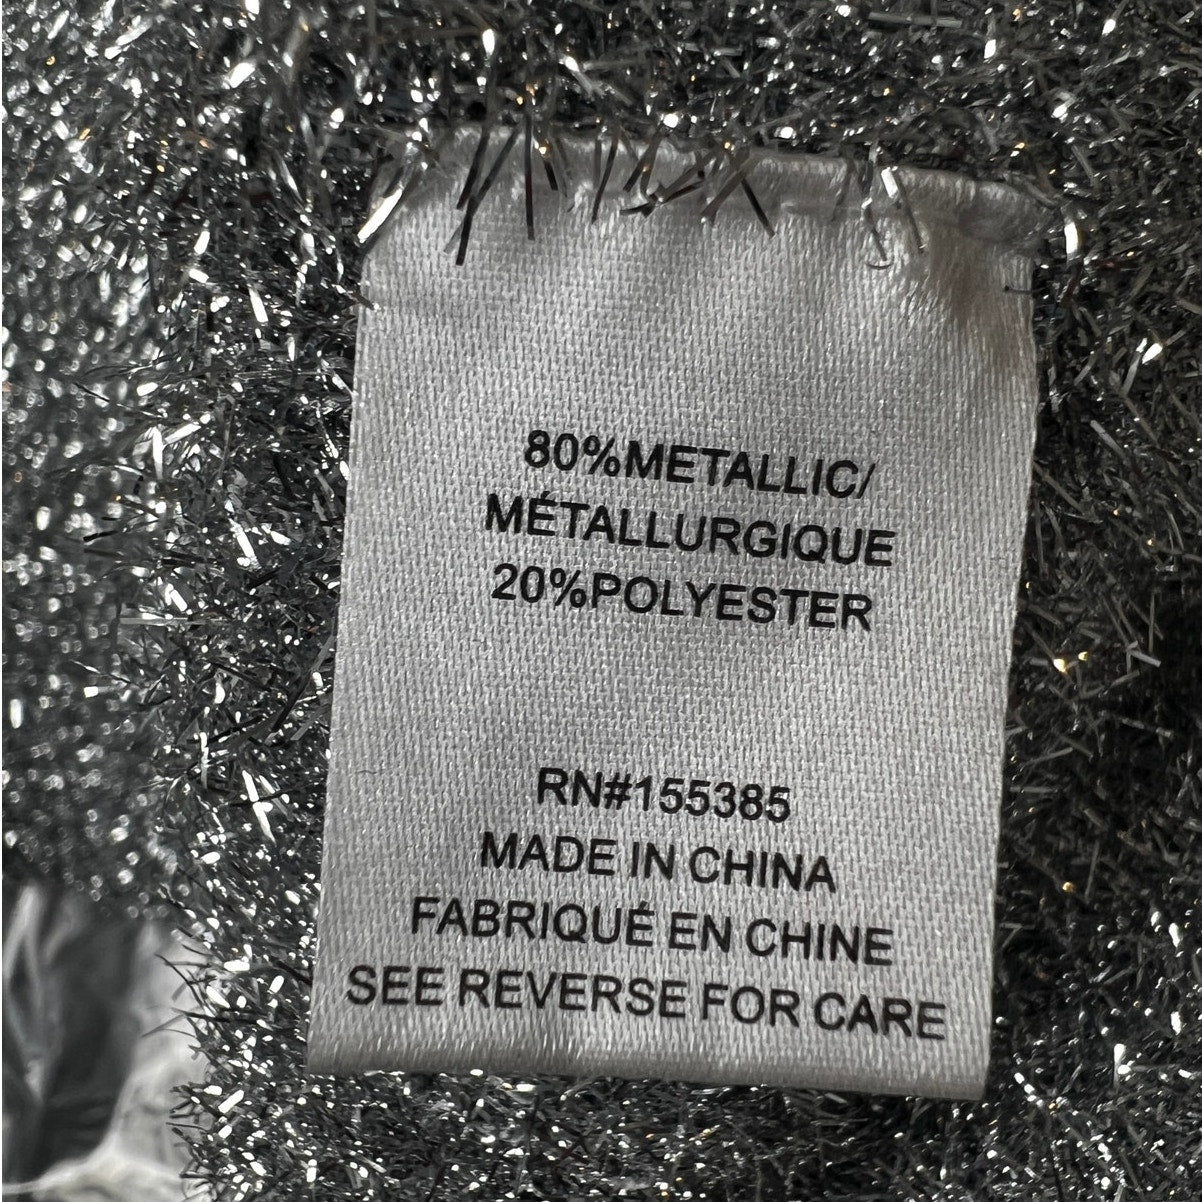 80%METALLIC/
MÉTALLURGIQUE
20%POLYESTER
RN#155385
MADE IN CHINA
FABRIQUÉ EN CHINE
SEE REVERSE FOR CARE